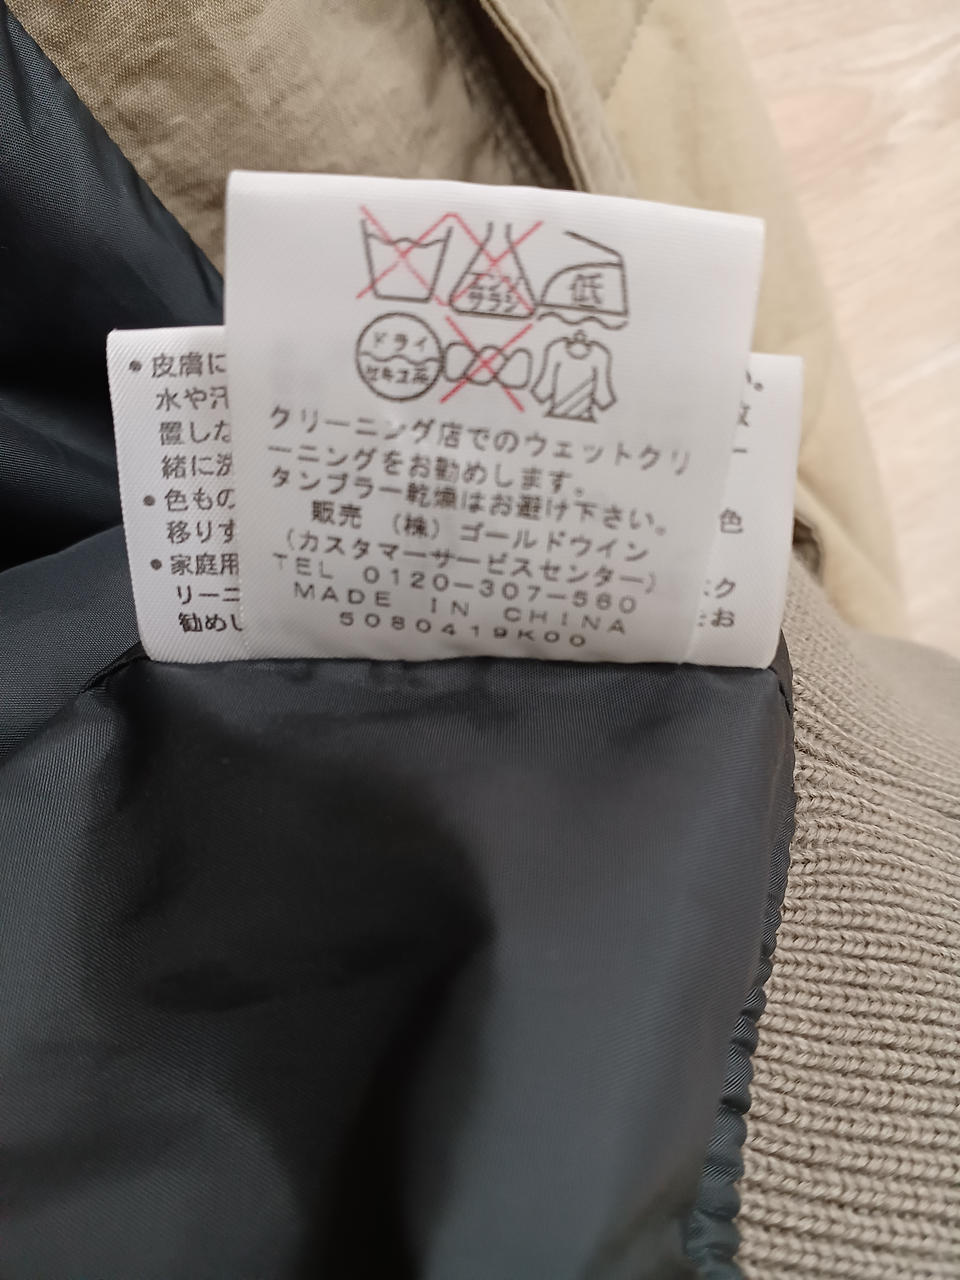 エンソ
サラシ
低
ドライ
セキユ系
クリーニング店でのウェットクリ
ーニングをお勧めします。
タンブラー乾燥はお避け下さい。
販売 (株) ゴールドウイン
(カスタマーサービスセンター)
TEL 0120-307-560
MADE IN CHINA
5080419K00
●皮膚に
水や汗
置しな
緒に洗
●色もの
移りす
●家庭用
リーニ
勧めし
い。
ー
色
ク
お